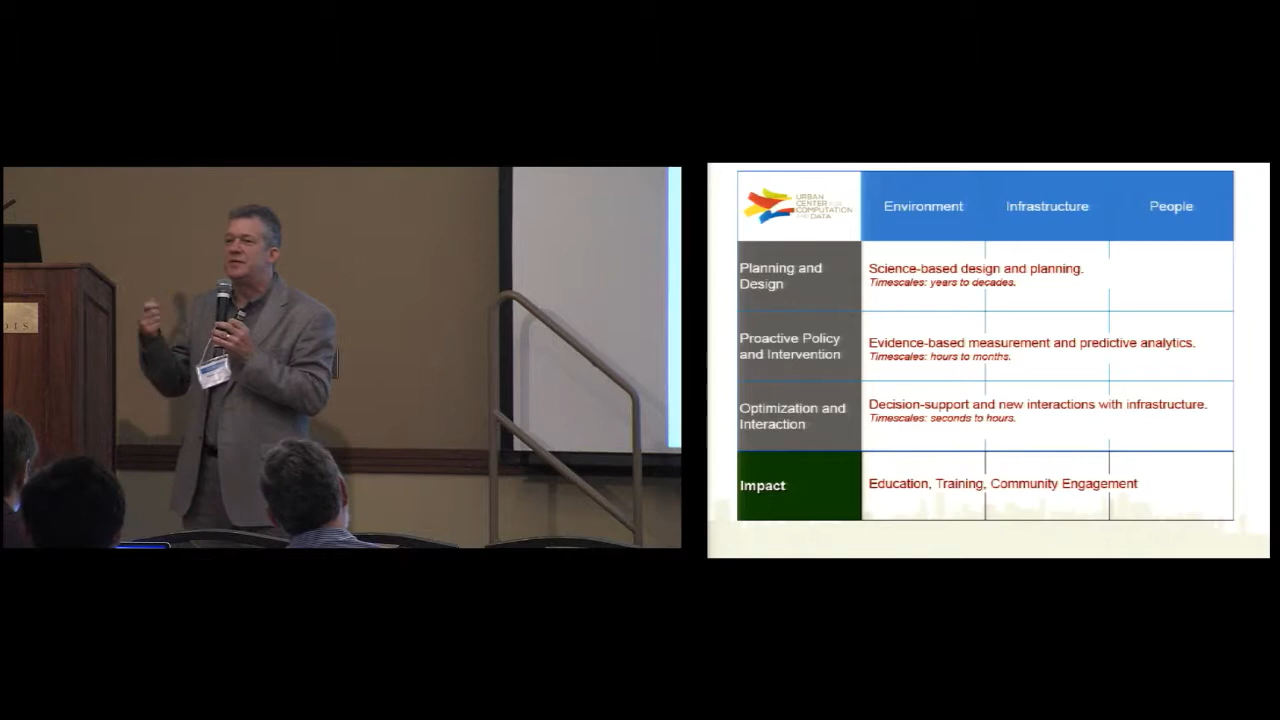 URBAN
CENTER FOR
COMPUTATION
AND DATA
Environment
Infrastructure
People
Planning and
Design
Science-based design and planning.
Timescales: years to decades.
Proactive Policy
and Intervention
Evidence-based measurement and predictive analytics.
Timescales: hours to months.
Optimization and
Interaction
Decision-support and new interactions with infrastructure.
Timescales: seconds to hours.
Impact
Education, Training, Community Engagement